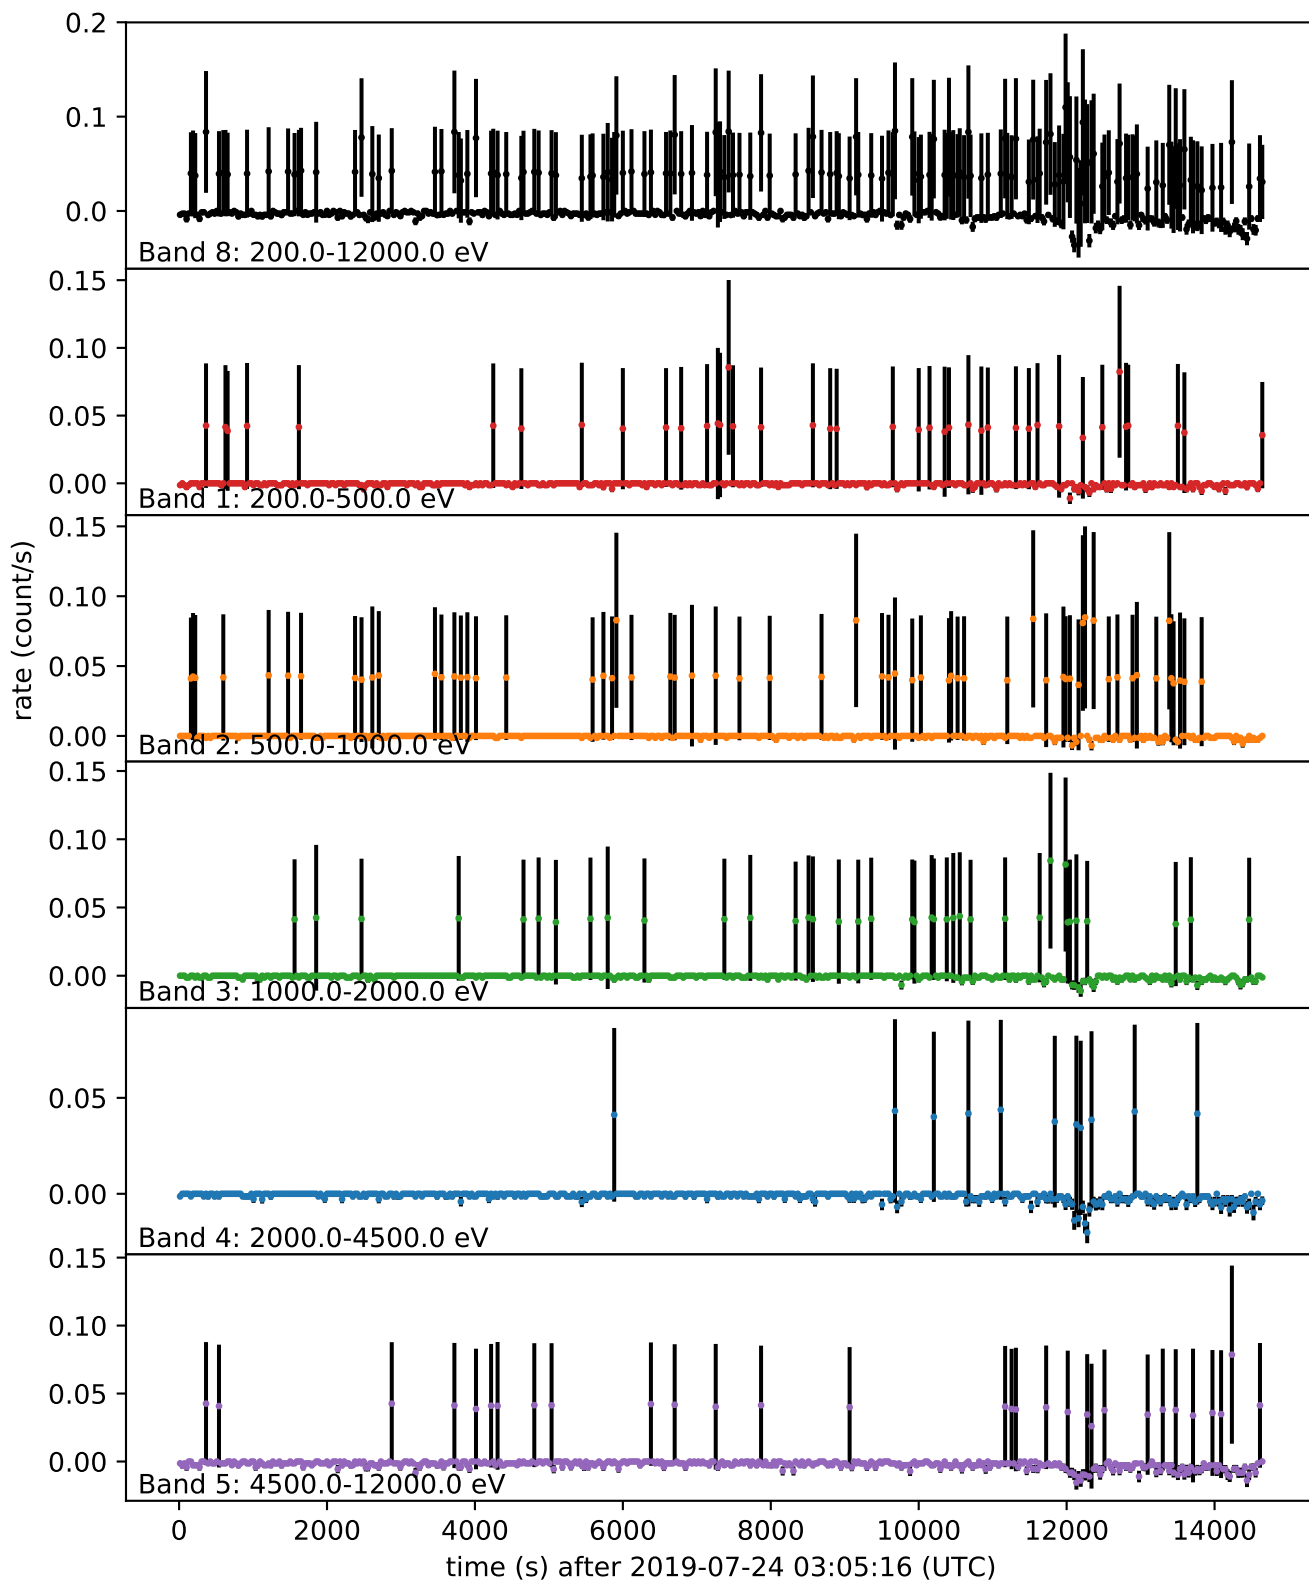 0.2
0.1
0.0
Band 8: 200.0-12000.0 eV
0.15
0.10
0.05
0.00
Band 1: 200.0-500.0 eV
0.15
0.10
0.05
0.00
Band 2: 500.0-1000.0 eV
rate (count/s)
0.15
0.10
0.05
0.00
Band 3: 1000.0-2000.0 eV
0.05
0.00
Band 4: 2000.0-4500.0 eV
0.15
0.10
0.05
0.00
Band 5: 4500.0-12000.0 eV
0 2000 4000 6000 8000 10000 12000 14000
time (s) after 2019-07-24 03:05:16 (UTC)